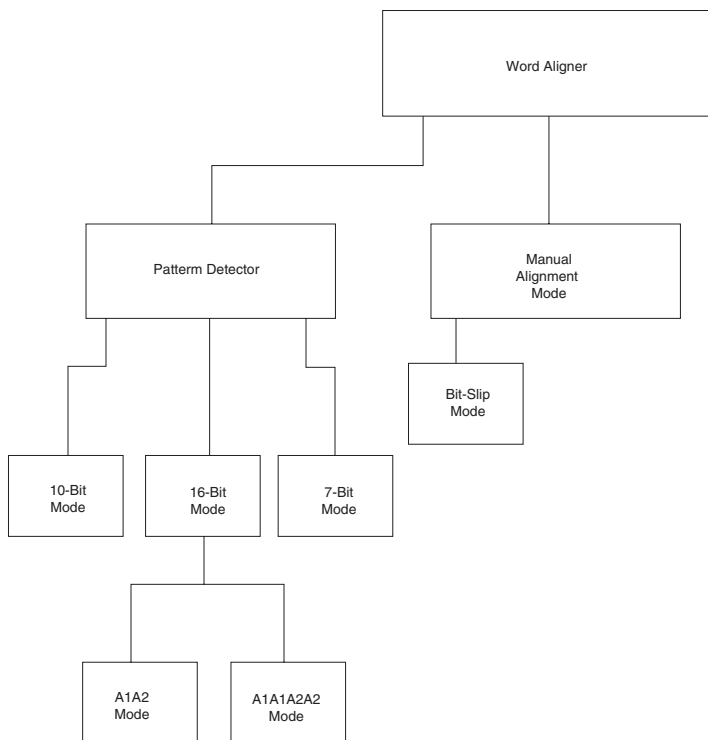 Word Aligner
Patterm Detector
Manual
Alignment
Mode
Bit-Slip
Mode
10-Bit
Mode
16-Bit
Mode
7-Bit
Mode
A1A2
Mode
A1A1A2A2
Mode